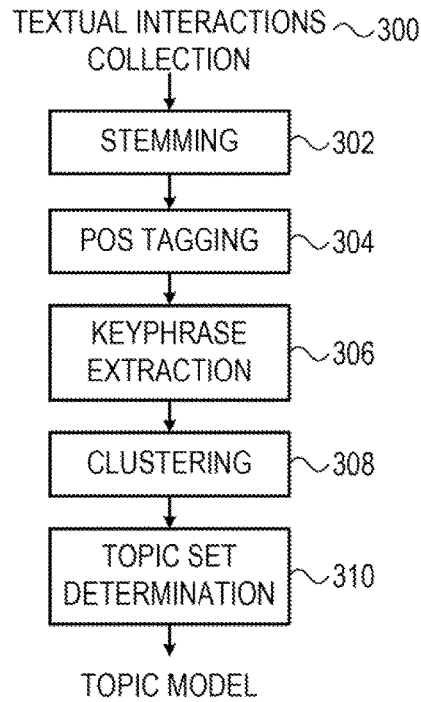 TEXTUAL INTERACTIONS 300
COLLECTION
STEMMING 302
POS TAGGING 304
KEYPHRASE
EXTRACTION 306
CLUSTERING 308
TOPIC SET
DETERMINATION 310
TOPIC MODEL